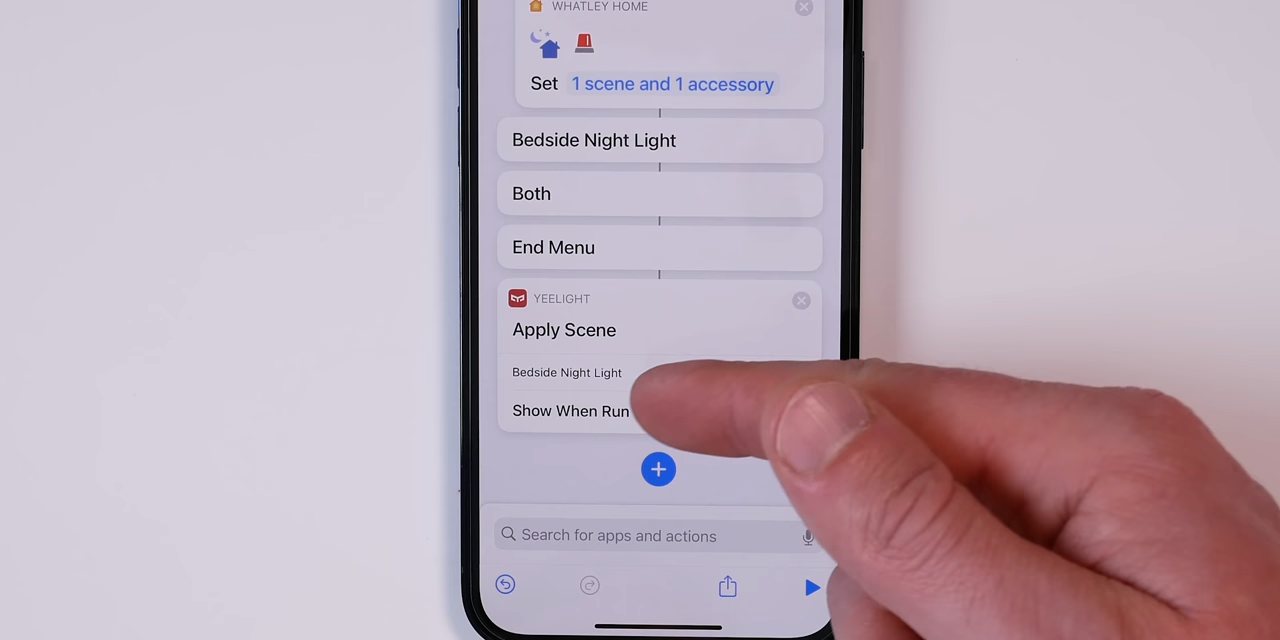 WHATLEY HOME
Set 1 scene and 1 accessory
Bedside Night Light
Both
End Menu
YEELIGHT
Apply Scene
Bedside Night Light
Show When Run
Search for apps and actions